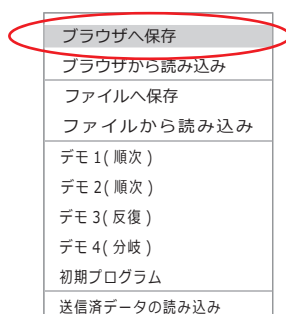 ブラウザへ保存
ブラウザから読み込み
ファイルへ保存
ファイルから読み込み
デモ1(順次)
デモ2(順次)
デモ3(反復)
デモ4(分岐)
初期プログラム
送信済データの読み込み